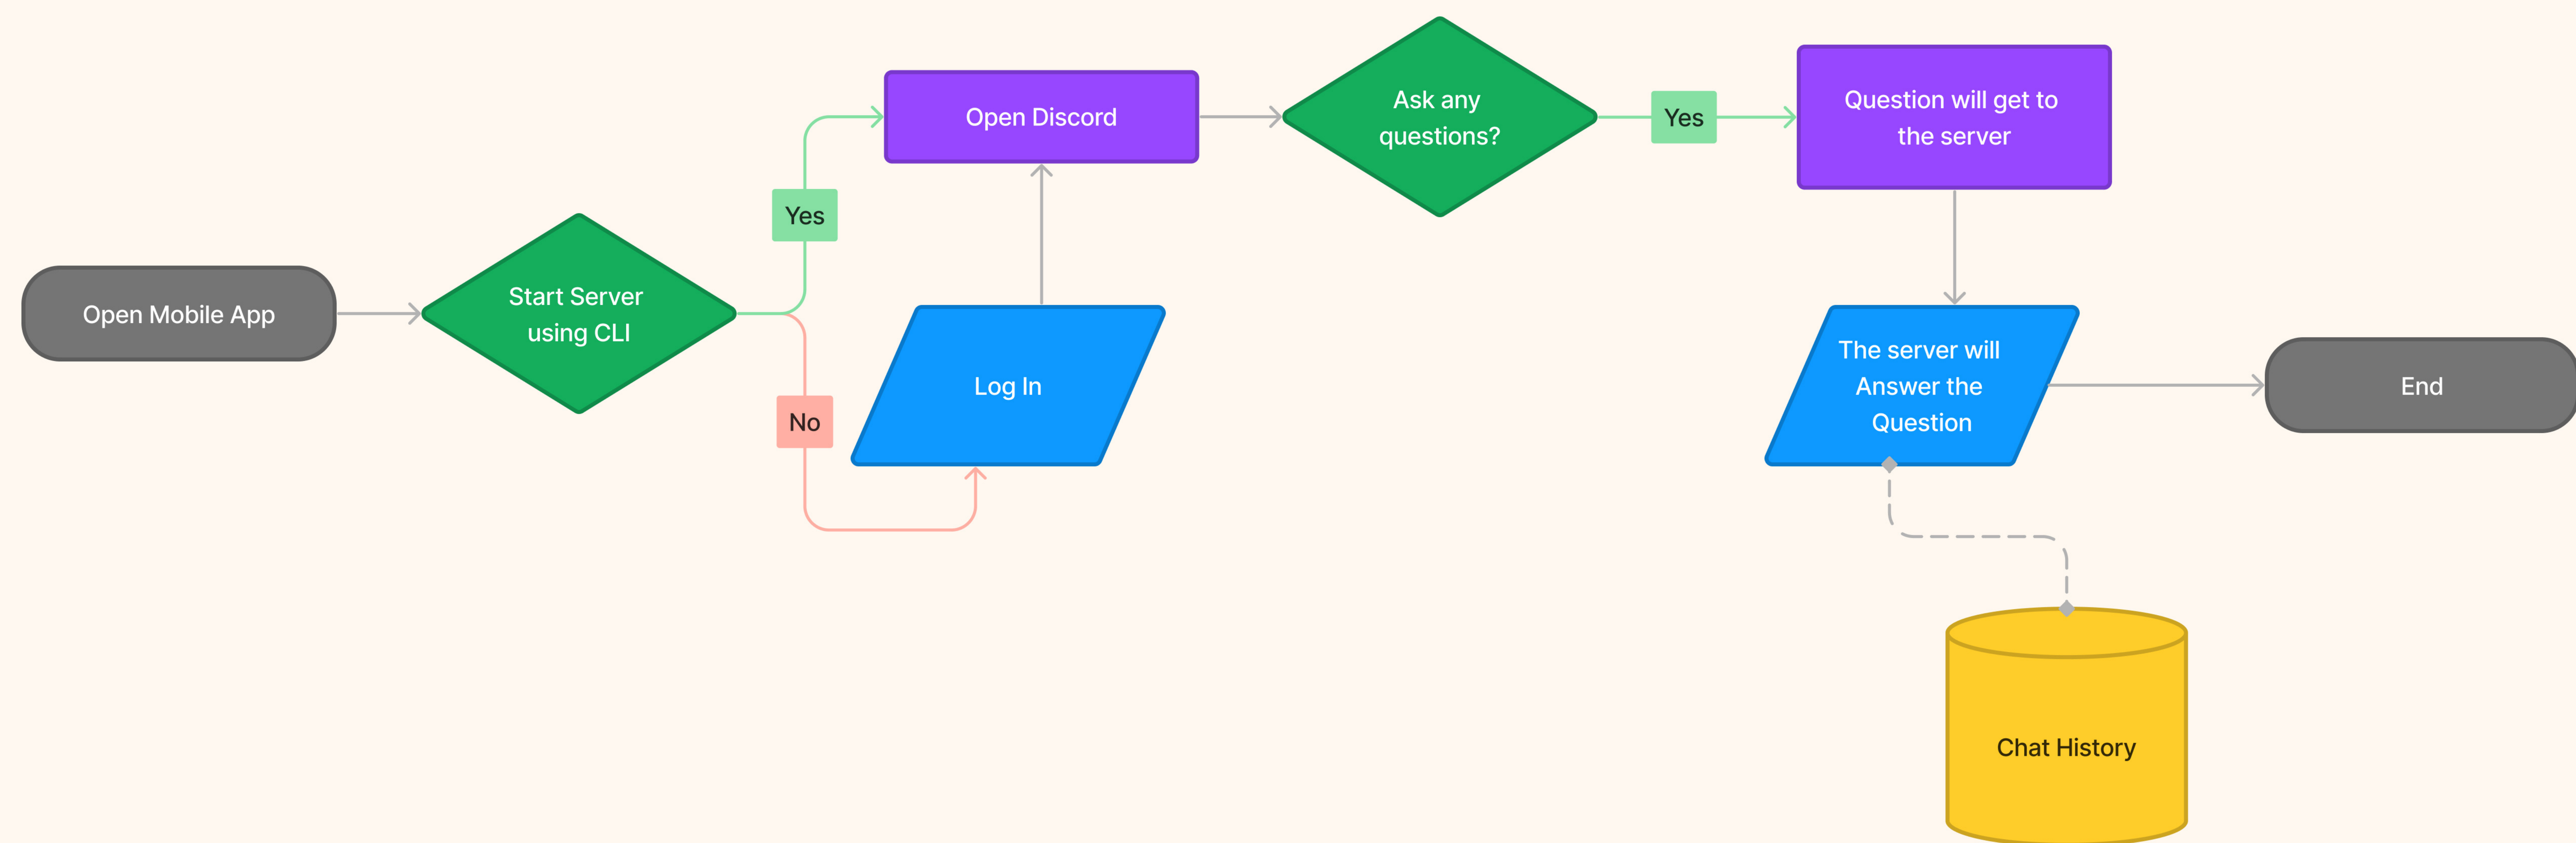 Open Mobile App
Start Server
using CLI
Yes
No
Open Discord
Log In
Ask any
questions?
Yes
Question will get to
the server
The server will
Answer the
Question
End
Chat History